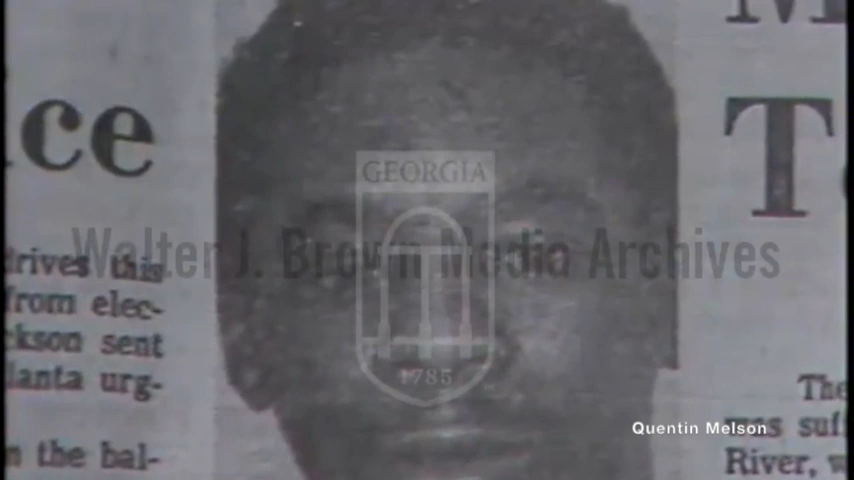 ce
drives this
from elec-
ckson sent
lanta urg-
n the bal-
M
T
The
was suf
River, w
GEORGIA
1785
Walter J. Brown Media Archives
Quentin Melson